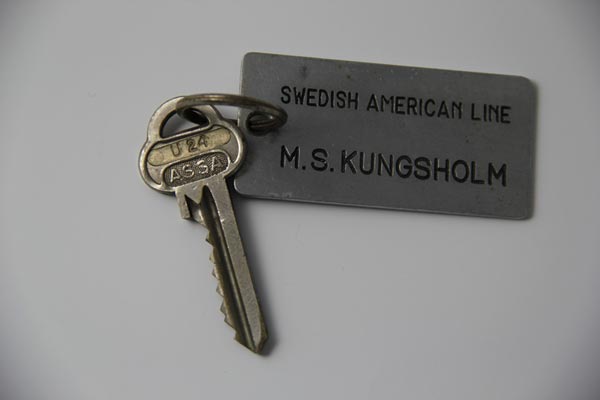 SWEDISH AMERICAN LINE
M.S. KUNGSHOLM
U 24
ASSA